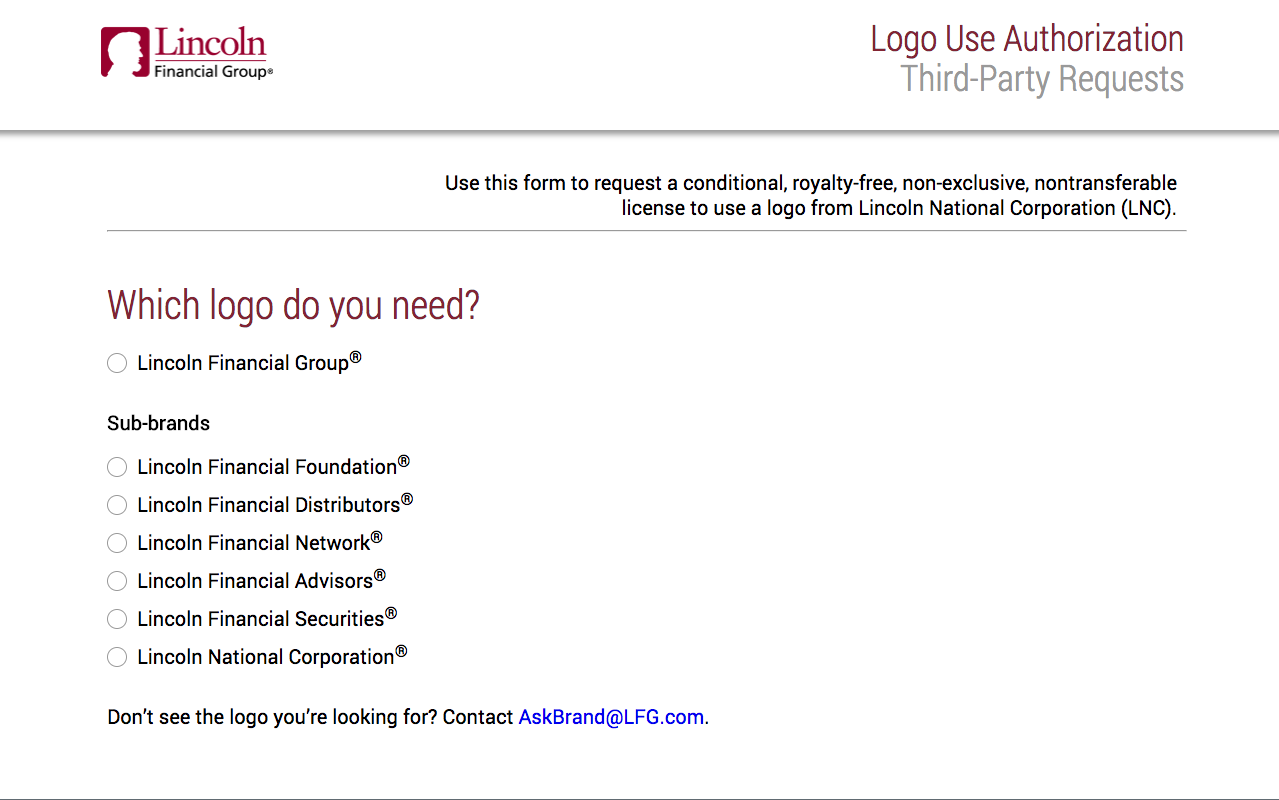 Lincoln
Financial Group®
Logo Use Authorization
Third-Party Requests
Use this form to request a conditional, royalty-free, non-exclusive, nontransferable
license to use a logo from Lincoln National Corporation (LNC).
Which logo do you need?
Lincoln Financial Group®
Sub-brands
Lincoln Financial Foundation®
Lincoln Financial Distributors®
Lincoln Financial Network®
Lincoln Financial Advisors®
Lincoln Financial Securities®
Lincoln National Corporation®
Don’t see the logo you’re looking for? Contact AskBrand@LFG.com.